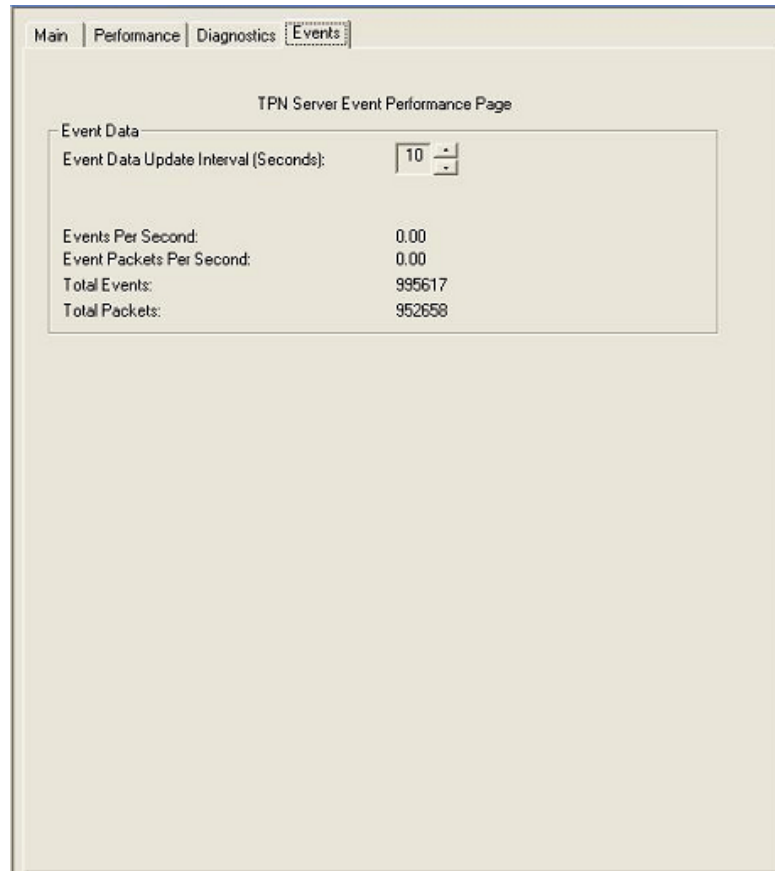 Main Performance Diagnostics Events
TPN Server Event Performance Page
Event Data
Event Data Update Interval (Seconds): 10
Events Per Second: 0.00
Event Packets Per Second: 0.00
Total Events: 995617
Total Packets: 952658